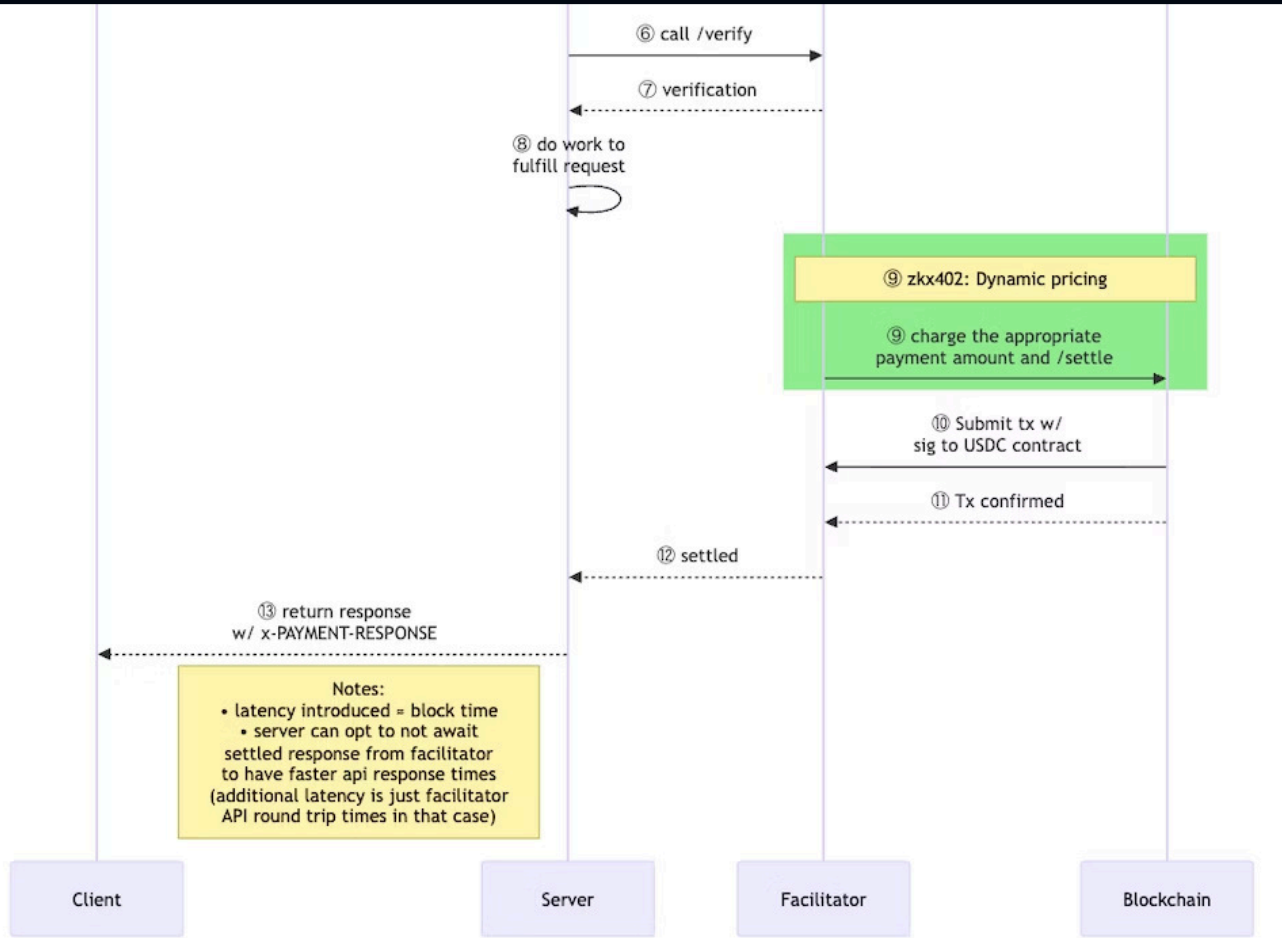 ⑥ call /verify
⑦ verification
⑧ do work to
fulfill request
⑨ zkx402: Dynamic pricing
⑨ charge the appropriate
payment amount and /settle
⑩ Submit tx w/
sig to USDC contract
⑪ Tx confirmed
⑫ settled
⑬ return response
w/ x-PAYMENT-RESPONSE
Notes:
• latency introduced = block time
• server can opt to not await
settled response from facilitator
to have faster api response times
(additional latency is just facilitator
API round trip times in that case)
Client
Server
Facilitator
Blockchain